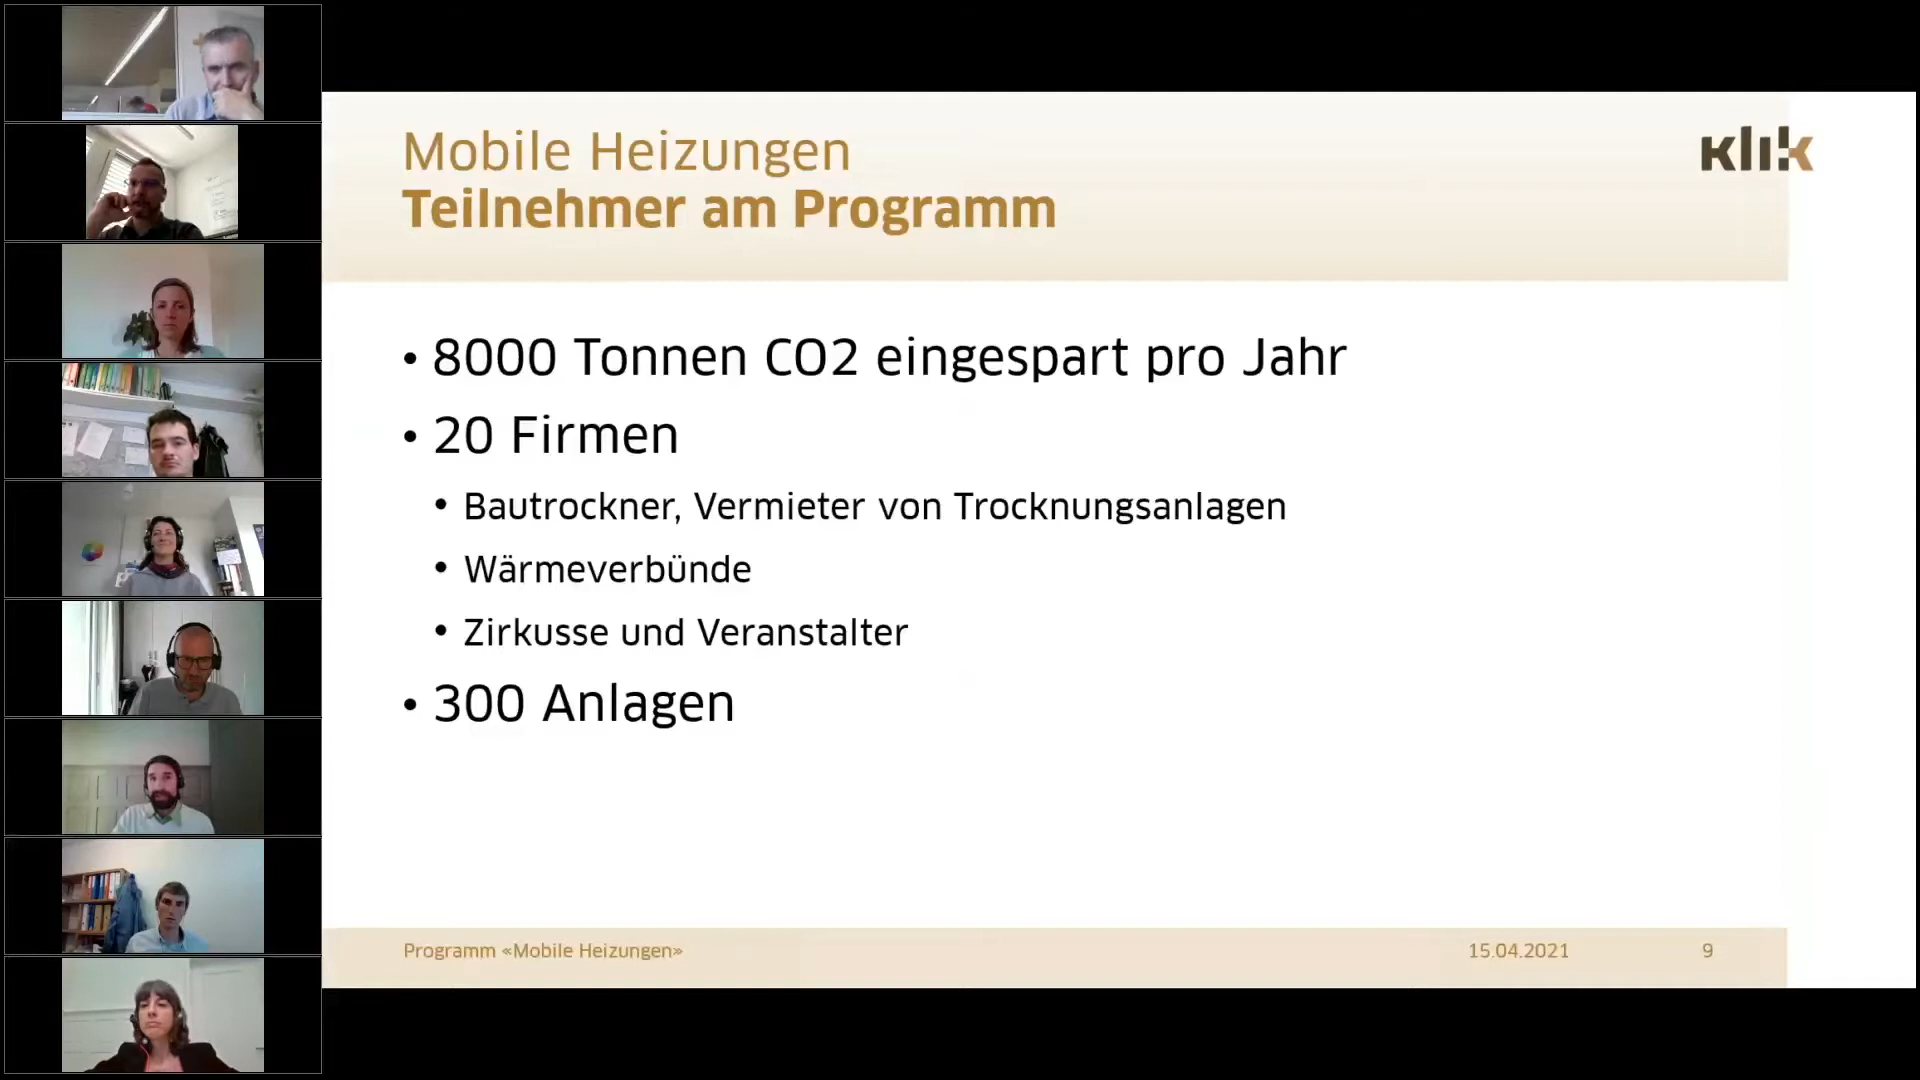 Mobile Heizungen
klik
Teilnehmer am Programm
• 8000 Tonnen CO2 eingespart pro Jahr
• 20 Firmen
• Bautrockner, Vermieter von Trocknungsanlagen
• Wärmeverbünde
• Zirkusse und Veranstalter
• 300 Anlagen
Programm «Mobile Heizungen» 15.04.2021 9